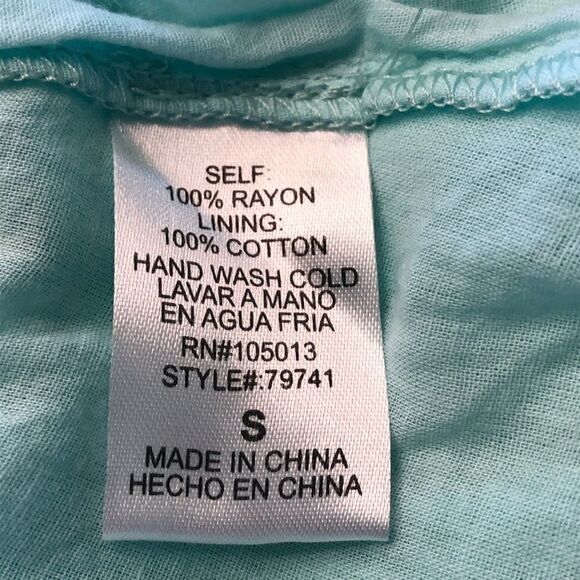 SELF:
100% RAYON
LINING:
100% COTTON
HAND WASH COLD
LAVAR A MANO
EN AGUA FRIA
RN#105013
STYLE#:79741
S
MADE IN CHINA
HECHO EN CHINA